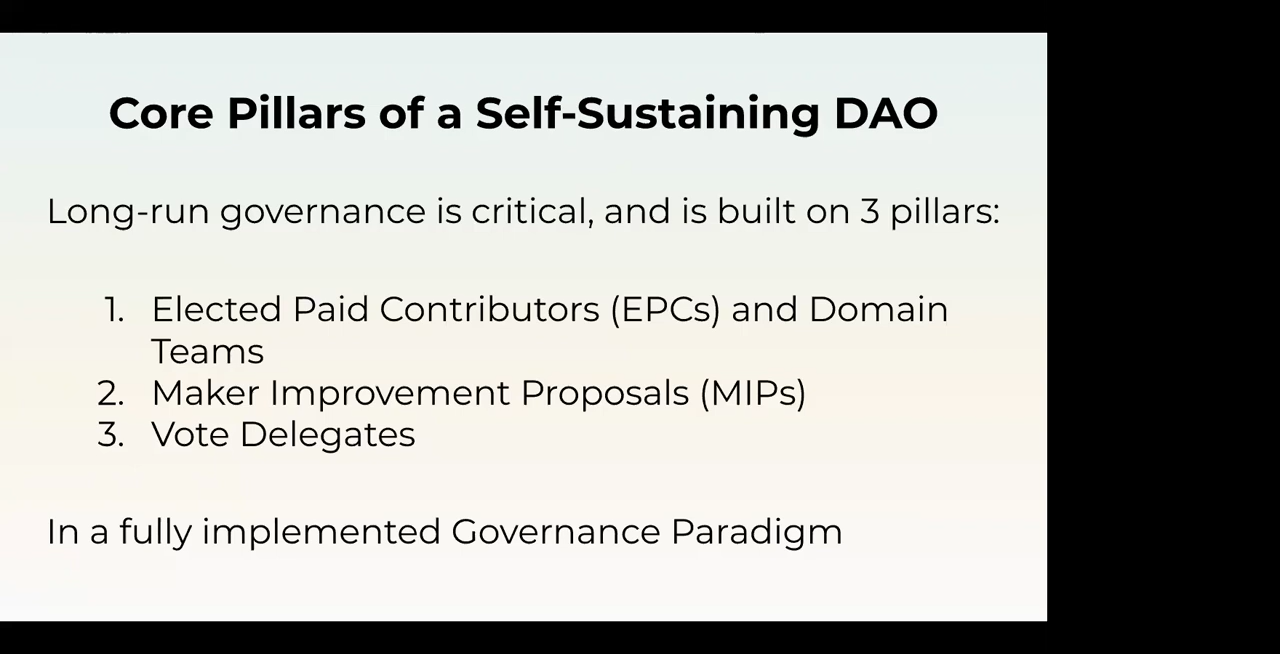 Core Pillars of a Self-Sustaining DAO
Long-run governance is critical, and is built on 3 pillars:
1. Elected Paid Contributors (EPCs) and Domain
Teams
2. Maker Improvement Proposals (MIPs)
3. Vote Delegates
In a fully implemented Governance Paradigm